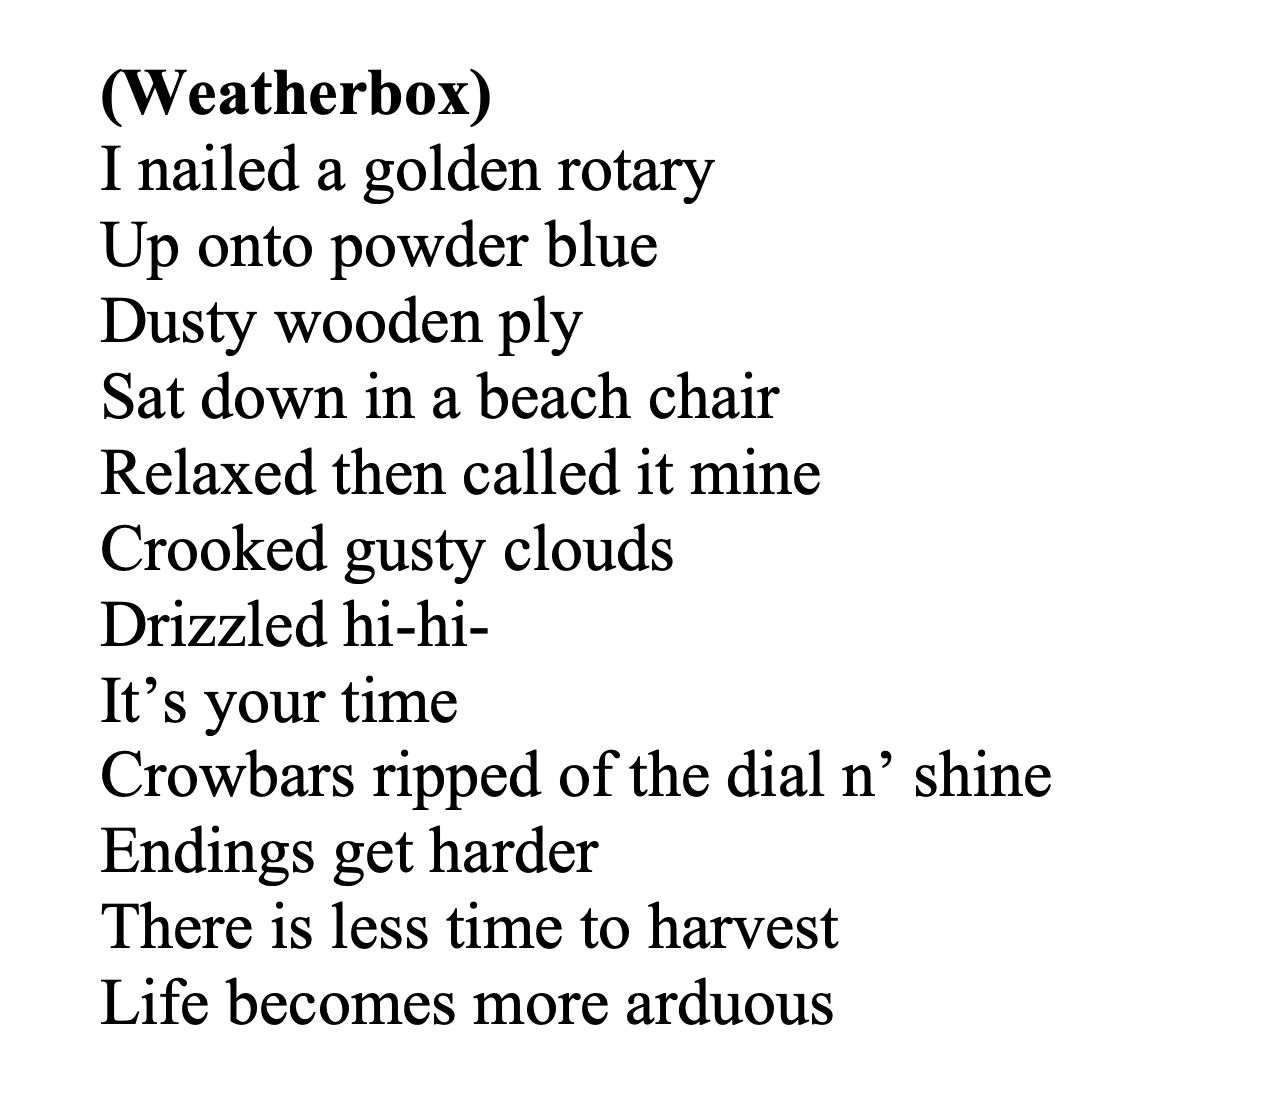 (Weatherbox)
I nailed a golden rotary
Up onto powder blue
Dusty wooden ply
Sat down in a beach chair
Relaxed then called it mine
Crooked gusty clouds
Drizzled hi-hi-
It’s your time
Crowbars ripped of the dial n’ shine
Endings get harder
There is less time to harvest
Life becomes more arduous